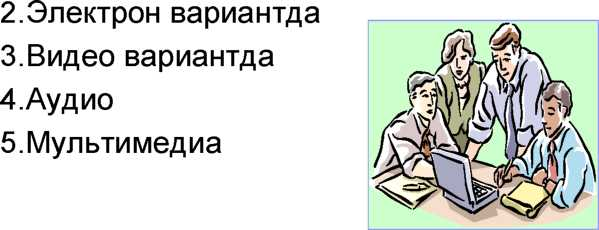 2.Электрон вариантда
3.Видео вариантда
4.Аудио
5.Мультимедиа